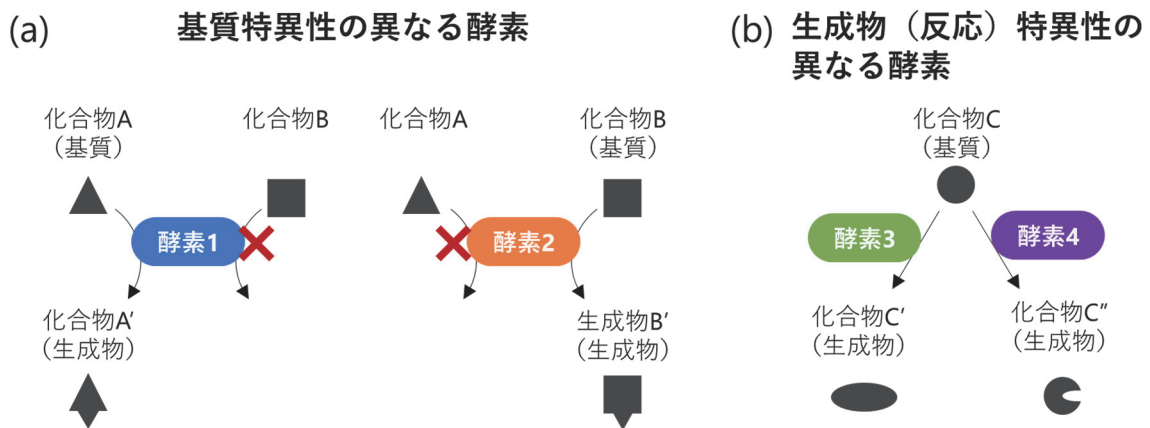 (a)
基質特異性の異なる酵素
化合物A
（基質）
化合物B
化合物A
化合物B
（基質）
酵素1
酵素2
化合物A'
（生成物）
生成物B'
（生成物）
(b)
生成物（反応）特異性の
異なる酵素
化合物C
（基質）
酵素3
酵素4
化合物C'
（生成物）
化合物C"
（生成物）